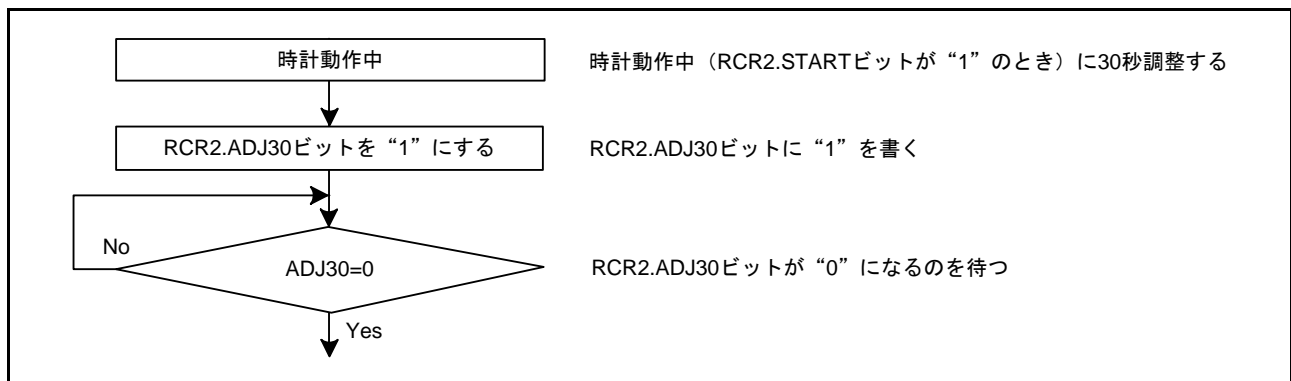 時計動作中
時計動作中（RCR2.STARTビットが“1”のとき）に30秒調整する
RCR2.ADJ30ビットを“1”にする
RCR2.ADJ30ビットに“1”を書く
No
ADJ30=0
RCR2.ADJ30ビットが“0”になるのを待つ
Yes